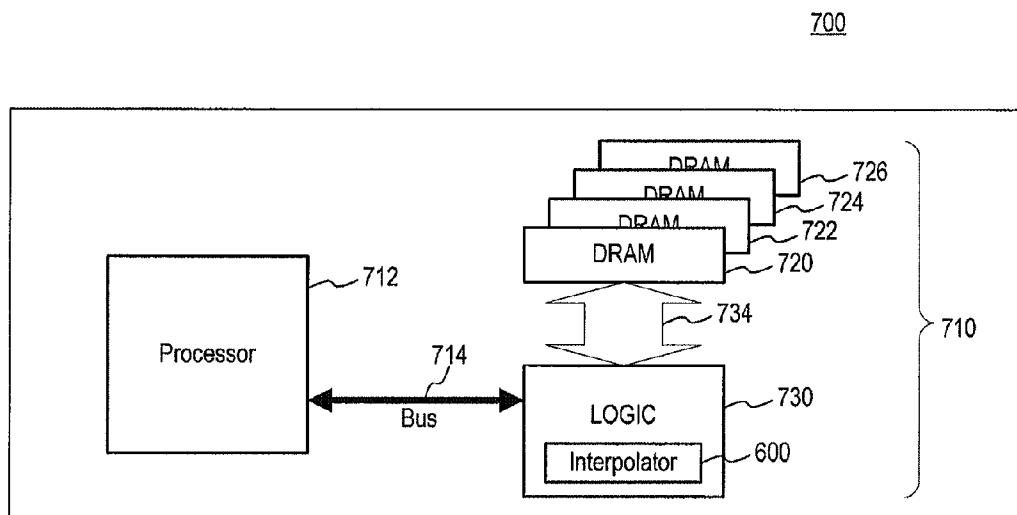 700
DRAM
726
DRAM
724
DRAM
722
DRAM
720
712
734
710
Processor
714
Bus
LOGIC
730
Interpolator
600